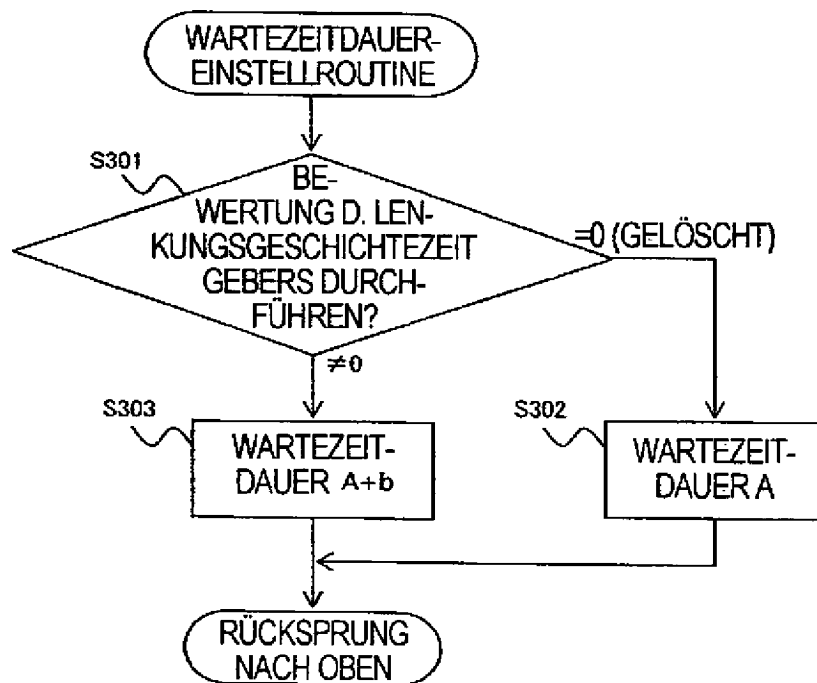 WARTEZEITDAUER-
EINSTELLROUTINE
S301
BE-
WERTUNG D. LEN-
KUNGSGESCHICHTEZEIT
GEBERS DURCH-
FÜHREN?
=0 (GELÖSCHT)
≠0
S303
WARTEZEIT-
DAUER A+b
S302
WARTEZEIT-
DAUER A
RÜCKSPRUNG
NACH OBEN